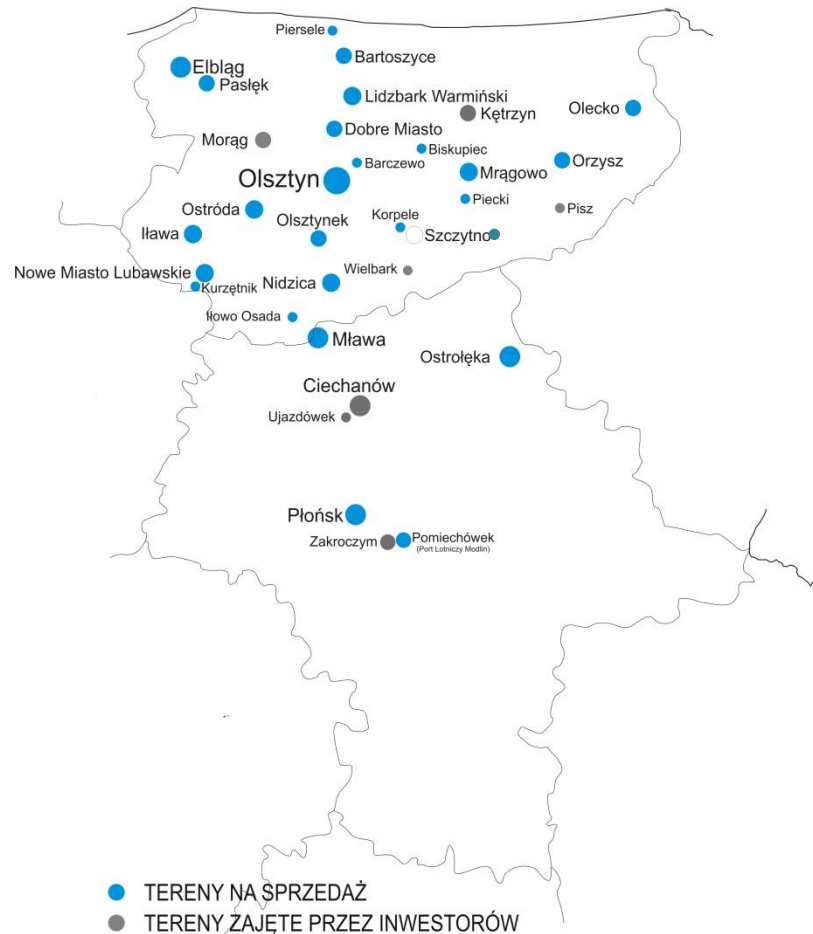 Piersele
Bartoszyce
Elbląg
Pasłęk
Lidzbark Warmiński
Olecko
Kętrzyn
Dobre Miasto
Morąg
Biskupiec
Orzysz
Barczewo
Mrągowo
Olsztyn
Piecki
Ostróda
Pisz
Korpele
Olsztynek
Iława
Szczytno
Nowe Miasto Lubawskie
Wielbark
Nidzica
Kurzętnik
Iłowo Osada
Mława
Ostrołęka
Ciechanów
Ujazdówek
Płońsk
Zakroczym
Pomiechówek
(Port Lotniczy Modlin)
TERENY NA SPRZEDAŻ
TERENY ZAJĘTE PRZEZ INWESTORÓW